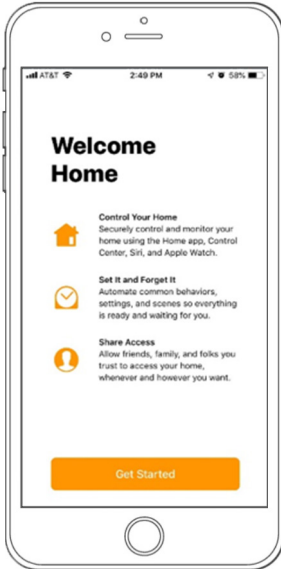 AT&T 2:49 PM 58%
Welcome
Home
Control Your Home
Securely control and monitor your
home using the Home app, Control
Center, Siri, and Apple Watch.
Set It and Forget It
Automate common behaviors,
settings, and scenes so everything
is ready and waiting for you.
Share Access
Allow friends, family, and folks you
trust to access your home,
whenever and however you want.
Get Started